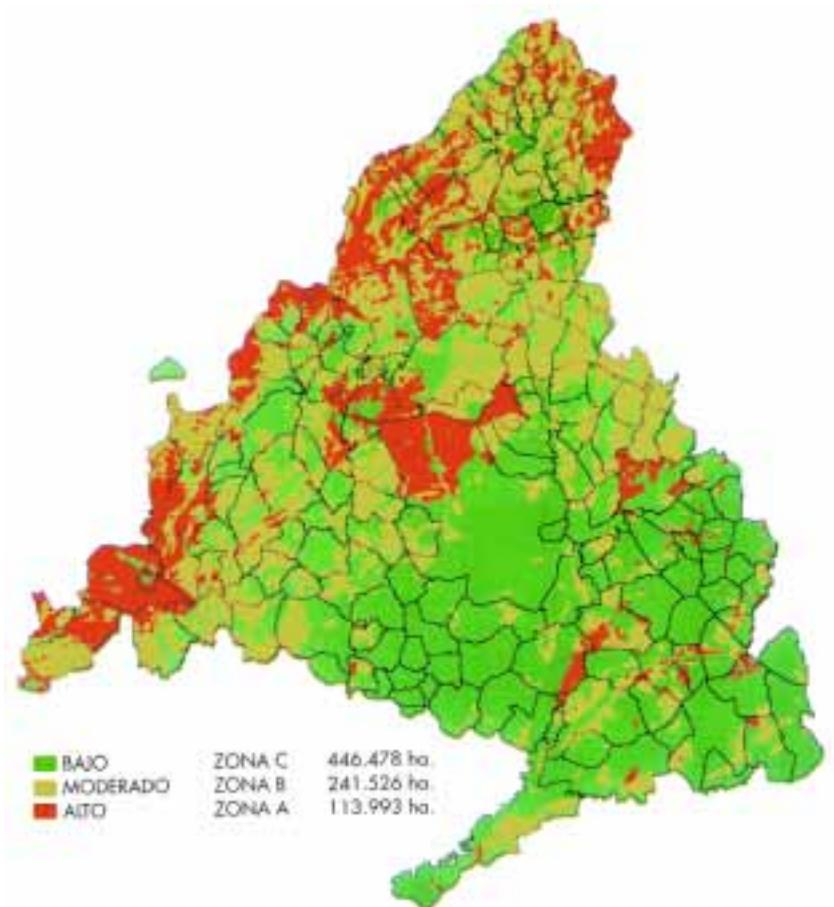 BAJO ZONA C 446.478 ha.
MODERADO ZONA B 241.526 ha.
ALTO ZONA A 113.993 ha.